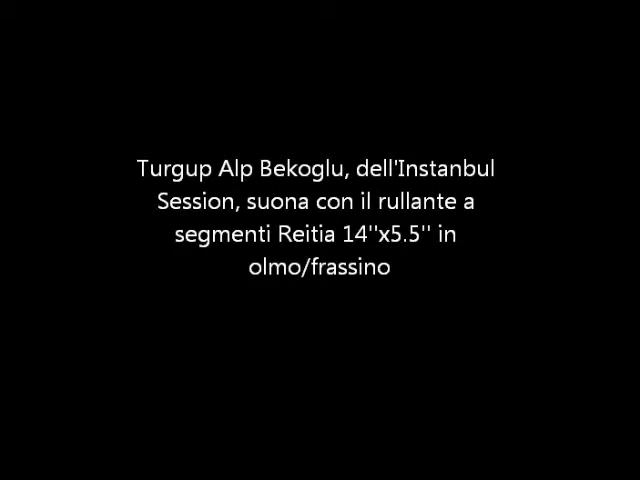 Turgup Alp Bekoglu, dell'Instanbul
Session, suona con il rullante a
segmenti Reitia 14''x5.5'' in
olmo/frassino